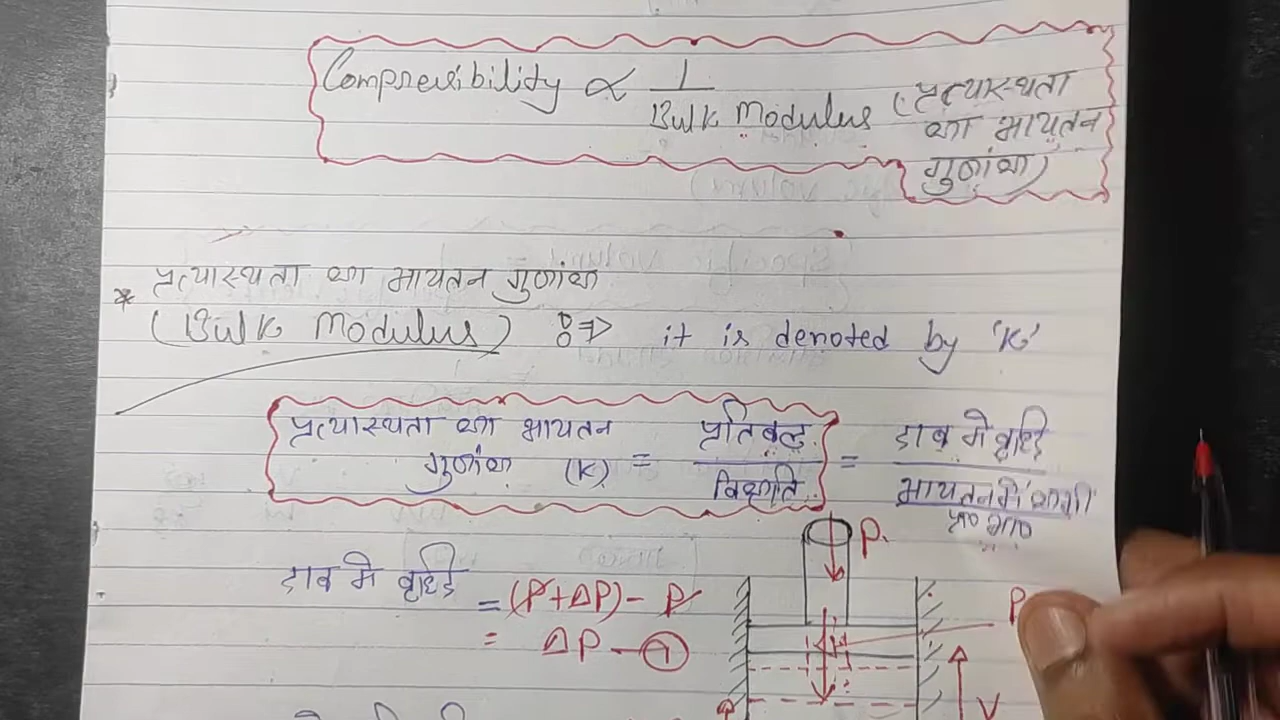 Compressibility ∝ 1 / Bulk Modulus (प्रत्यास्थता
का आयतन
गुणांक)
प्रत्यास्थता का आयतन गुणांक
* (Bulk Modulus) :⇒ it is denoted by 'K'
प्रत्यास्थता का आयतन गुणांक (K) = प्रतिबल / विकृति = दाब मे वृद्धि / आयतन में कमी
P.
दाब मे वृद्धि = (P+ΔP) - P
P
= ΔP - ①
V